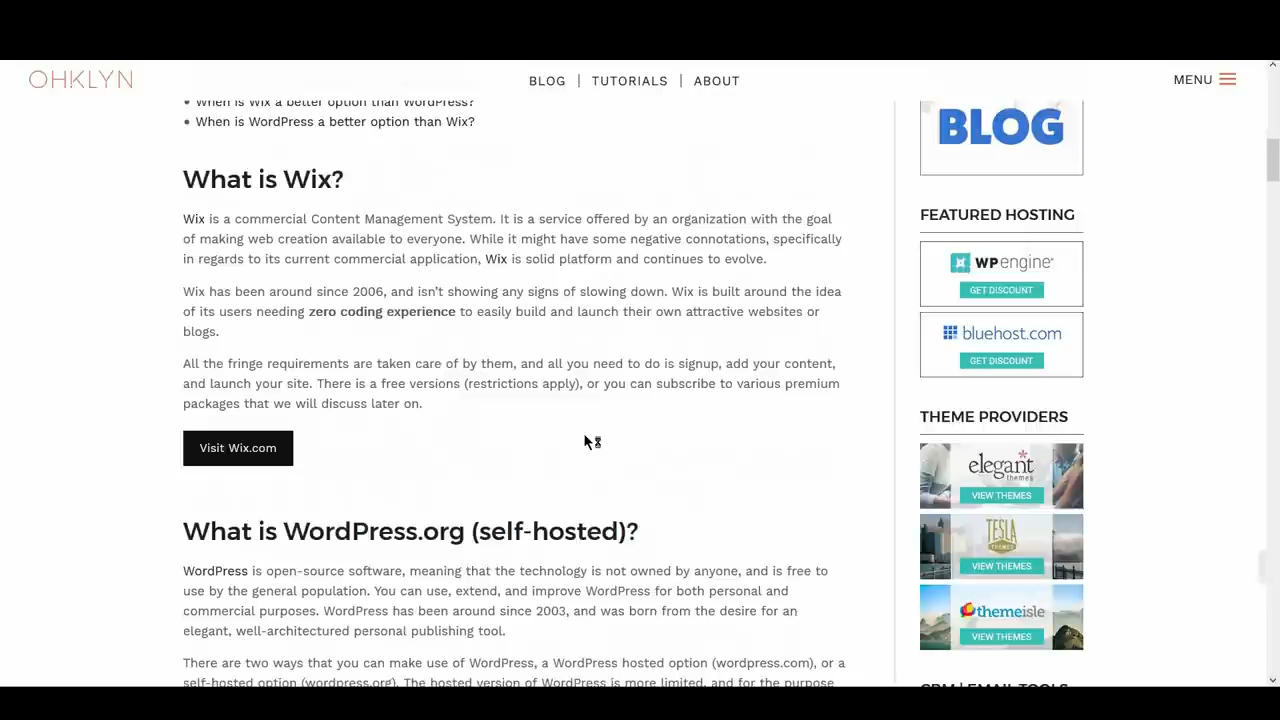 OHKLYN
BLOG | TUTORIALS | ABOUT
MENU
When is Wix a better option than WordPress?
When is WordPress a better option than Wix?
What is Wix?
Wix is a commercial Content Management System. It is a service offered by an organization with the goal
of making web creation available to everyone. While it might have some negative connotations, specifically
in regards to its current commercial application, Wix is solid platform and continues to evolve.
Wix has been around since 2006, and isn't showing any signs of slowing down. Wix is built around the idea
of its users needing zero coding experience to easily build and launch their own attractive websites or
blogs.
All the fringe requirements are taken care of by them, and all you need to do is signup, add your content,
and launch your site. There is a free versions (restrictions apply), or you can subscribe to various premium
packages that we will discuss later on.
Visit Wix.com
What is WordPress.org (self-hosted)?
WordPress is open-source software, meaning that the technology is not owned by anyone, and is free to
use by the general population. You can use, extend, and improve WordPress for both personal and
commercial purposes. WordPress has been around since 2003, and was born from the desire for an
elegant, well-architectured personal publishing tool.
There are two ways that you can make use of WordPress, a WordPress hosted option (wordpress.com), or a
self-hosted option (wordpress.org). The hosted version of WordPress is more limited, and for the purpose
BLOG
FEATURED HOSTING
WPengine
GET DISCOUNT
bluehost.com
GET DISCOUNT
THEME PROVIDERS
elegant
themes
VIEW THEMES
TESLA
THEMES
VIEW THEMES
themeisle
VIEW THEMES
CRM | EMAIL TOOLS